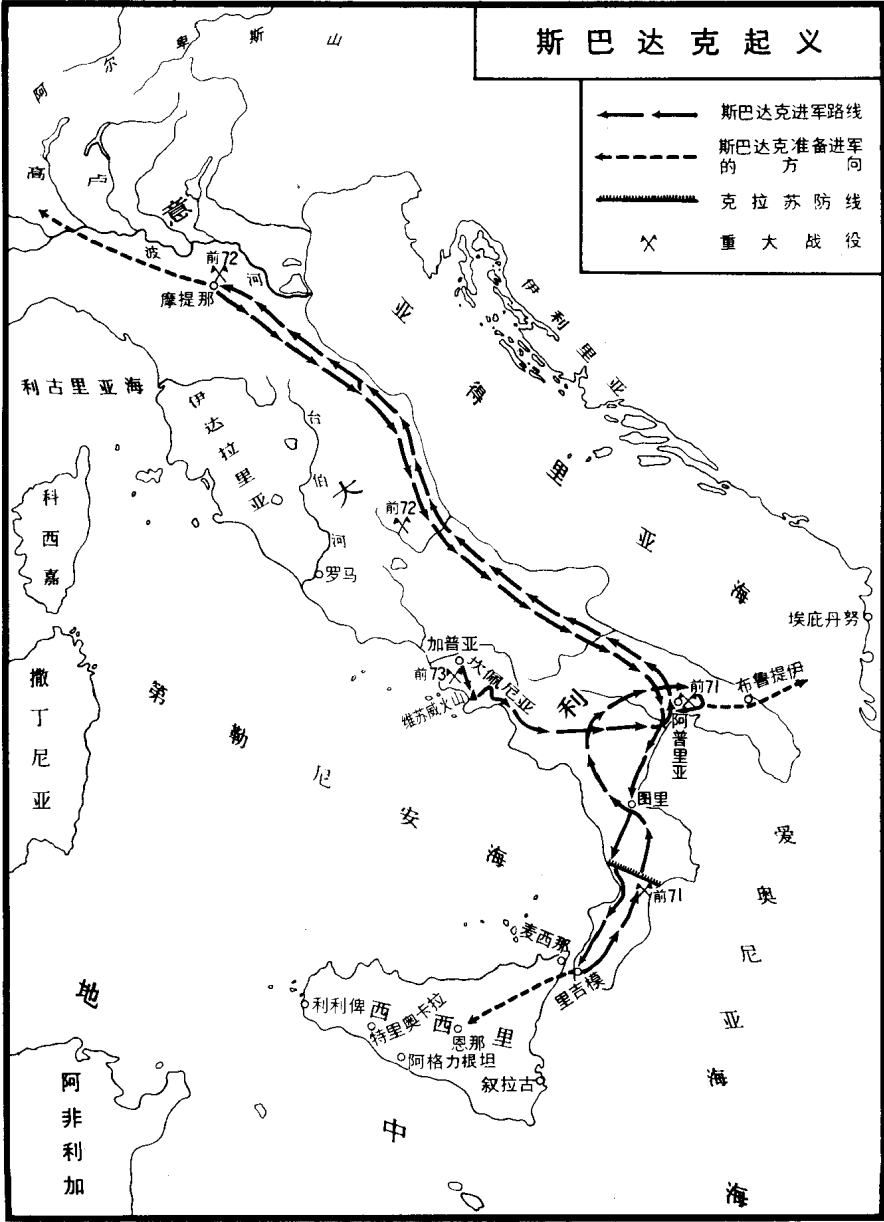 斯巴达克起义
斯巴达克进军路线
斯巴达克准备进军
的方向
克拉苏防线
重大战役
阿尔卑斯山
高卢
意大利
波河
前72
摩提那
亚得里亚海
伊利里亚
利古里亚海
伊达拉里亚
台伯河
前72
科西嘉
罗马
埃庇丹努
加普亚
前73
坎佩尼亚
维苏威火山
前71
布鲁提伊
阿普里亚
撒丁尼亚
第勒尼安海
图里
前71
爱奥尼亚海
麦西那
里吉模
利利俾
西西里
特里奥卡拉
恩那
阿格力根坦
叙拉古
地中海
阿非利加